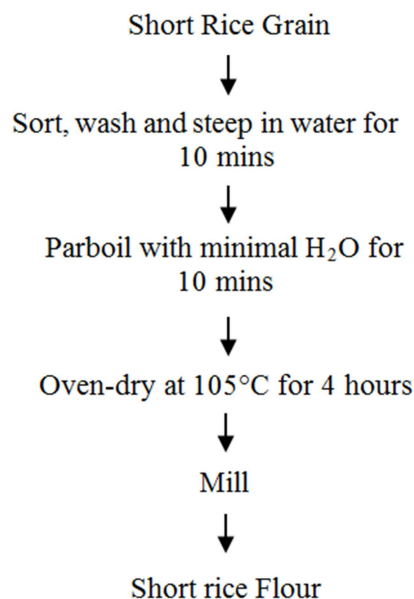 Short Rice Grain
Sort, wash and steep in water for
10 mins
Parboil with minimal H₂O for
10 mins
Oven-dry at 105°C for 4 hours
Mill
Short rice Flour